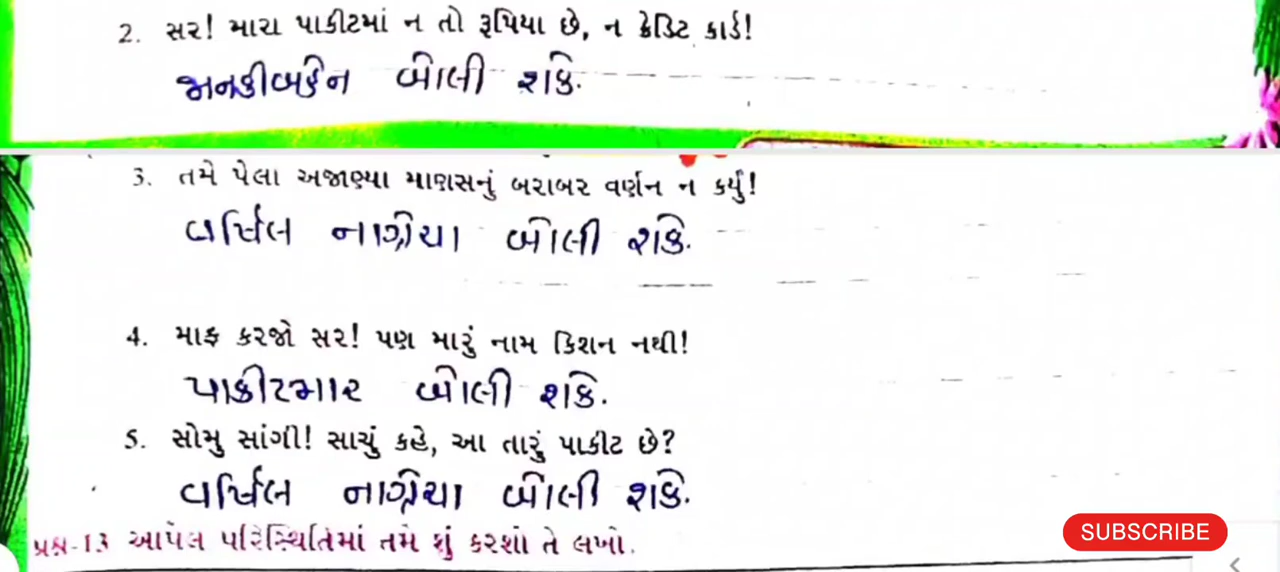 2. સર! મારા પાકીટમાં ન તો રૂપિયા છે, ન ક્રેડિટ કાર્ડ!
જાનકીબહેન બોલી શકે.
3. તમે પેલા અજાણ્યા માણસનું બરાબર વર્ણન ન કર્યું!
વર્ષિલ નાગ્રેચા બોલી શકે.
4. માફ કરજો સર! પણ મારું નામ કિશન નથી!
પાકીટમાર બોલી શકે.
5. સોમુ સાંગી! સાચું કહે, આ તારું પાકીટ છે?
વર્ષિલ નાગ્રેચા બોલી શકે.
પ્રશ્ન-13 આપેલ પરિસ્થિતિમાં તમે શું કરશો તે લખો.
SUBSCRIBE